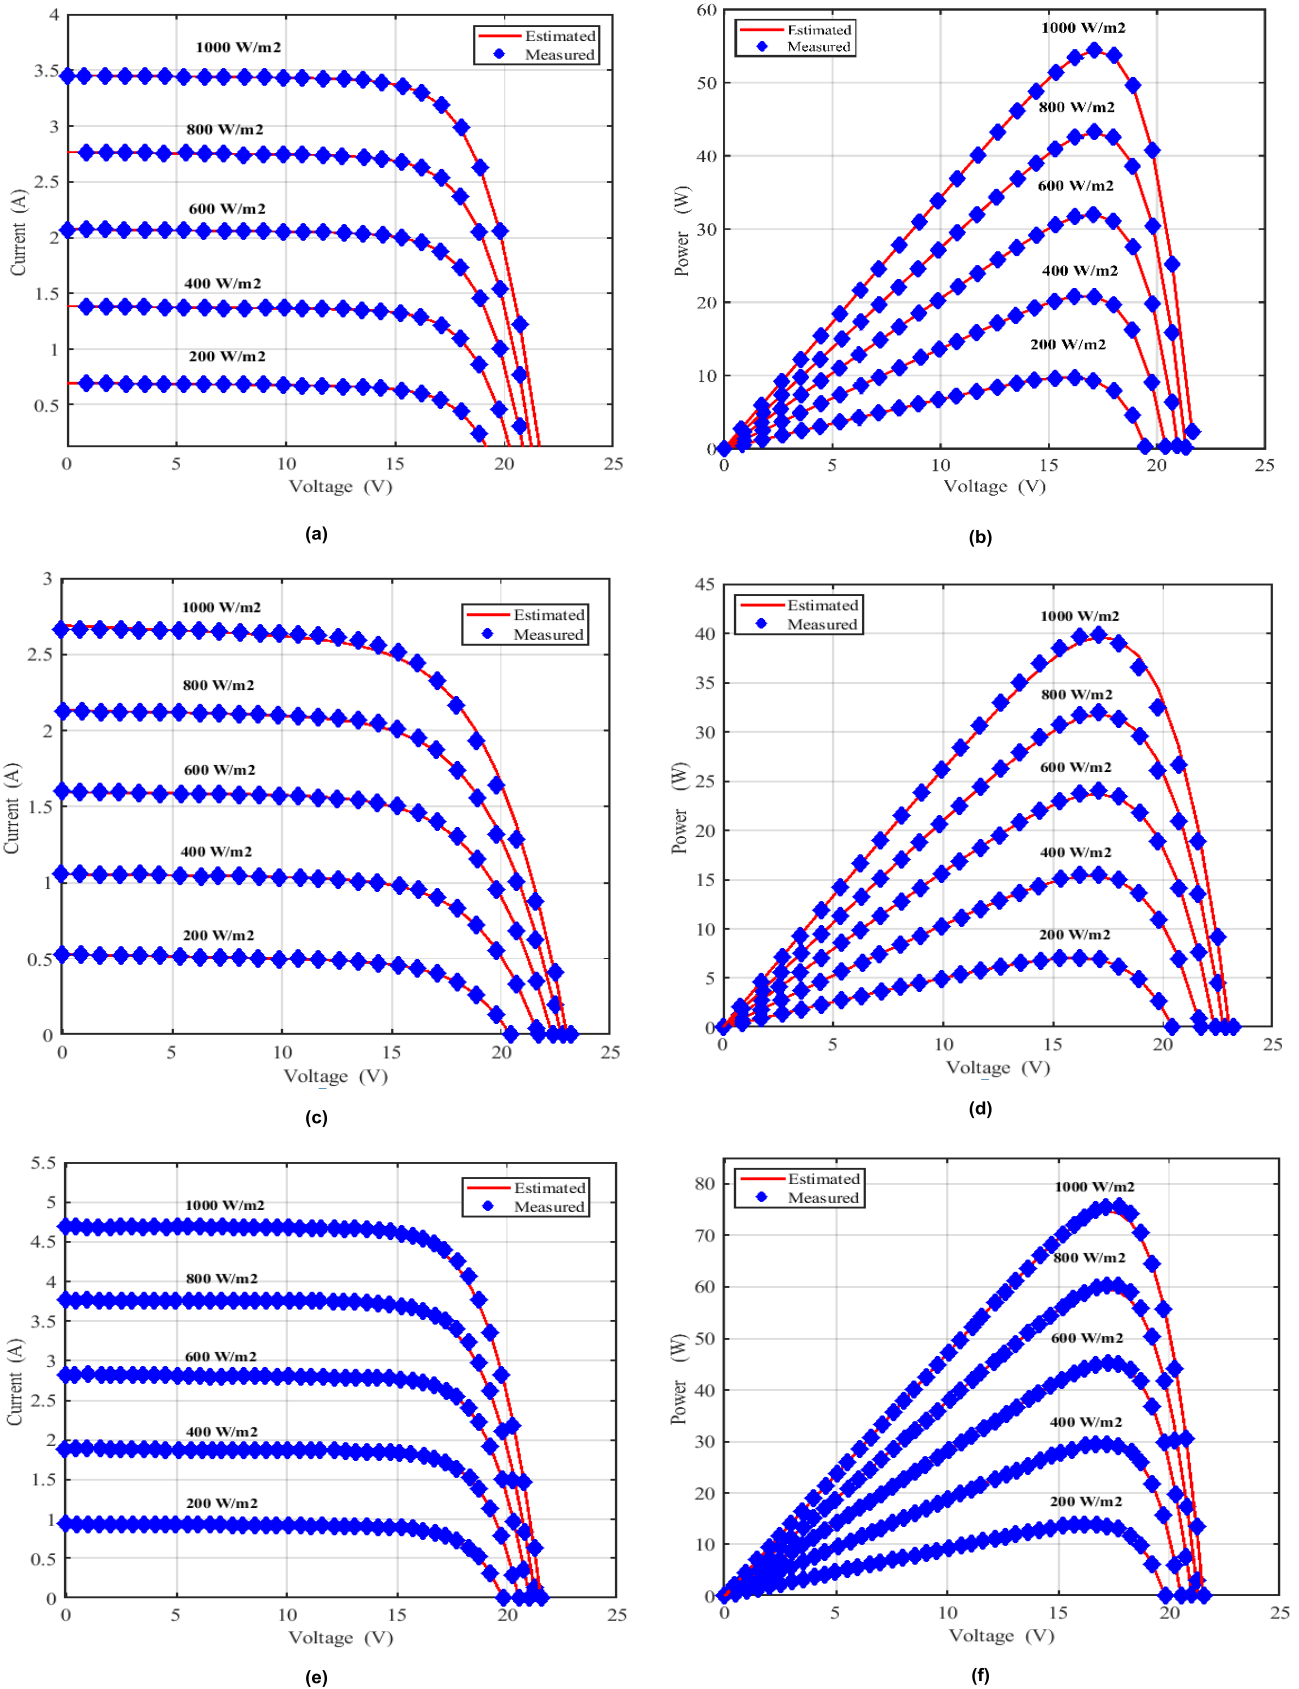 4
3.5
3
2.5
2
1.5
1
0.5
0
5
10
15
20
25
Current (A)
Voltage (V)
1000 W/m2
800 W/m2
600 W/m2
400 W/m2
200 W/m2
Estimated
Measured
(a)
60
50
40
30
20
10
0
0
5
10
15
20
25
Power (W)
Voltage (V)
Estimated
Measured
1000 W/m2
800 W/m2
600 W/m2
400 W/m2
200 W/m2
(b)
3
2.5
2
1.5
1
0.5
0
0
5
10
15
20
25
Current (A)
Voltage (V)
1000 W/m2
800 W/m2
600 W/m2
400 W/m2
200 W/m2
Estimated
Measured
(c)
45
40
35
30
25
20
15
10
5
0
0
5
10
15
20
25
Power (W)
Voltage (V)
Estimated
Measured
1000 W/m2
800 W/m2
600 W/m2
400 W/m2
200 W/m2
(d)
5.5
5
4.5
4
3.5
3
2.5
2
1.5
1
0.5
0
0
5
10
15
20
25
Current (A)
Voltage (V)
1000 W/m2
800 W/m2
600 W/m2
400 W/m2
200 W/m2
Estimated
Measured
(e)
80
70
60
50
40
30
20
10
0
0
5
10
15
20
25
Power (W)
Voltage (V)
Estimated
Measured
1000 W/m2
800 W/m2
600 W/m2
400 W/m2
200 W/m2
(f)